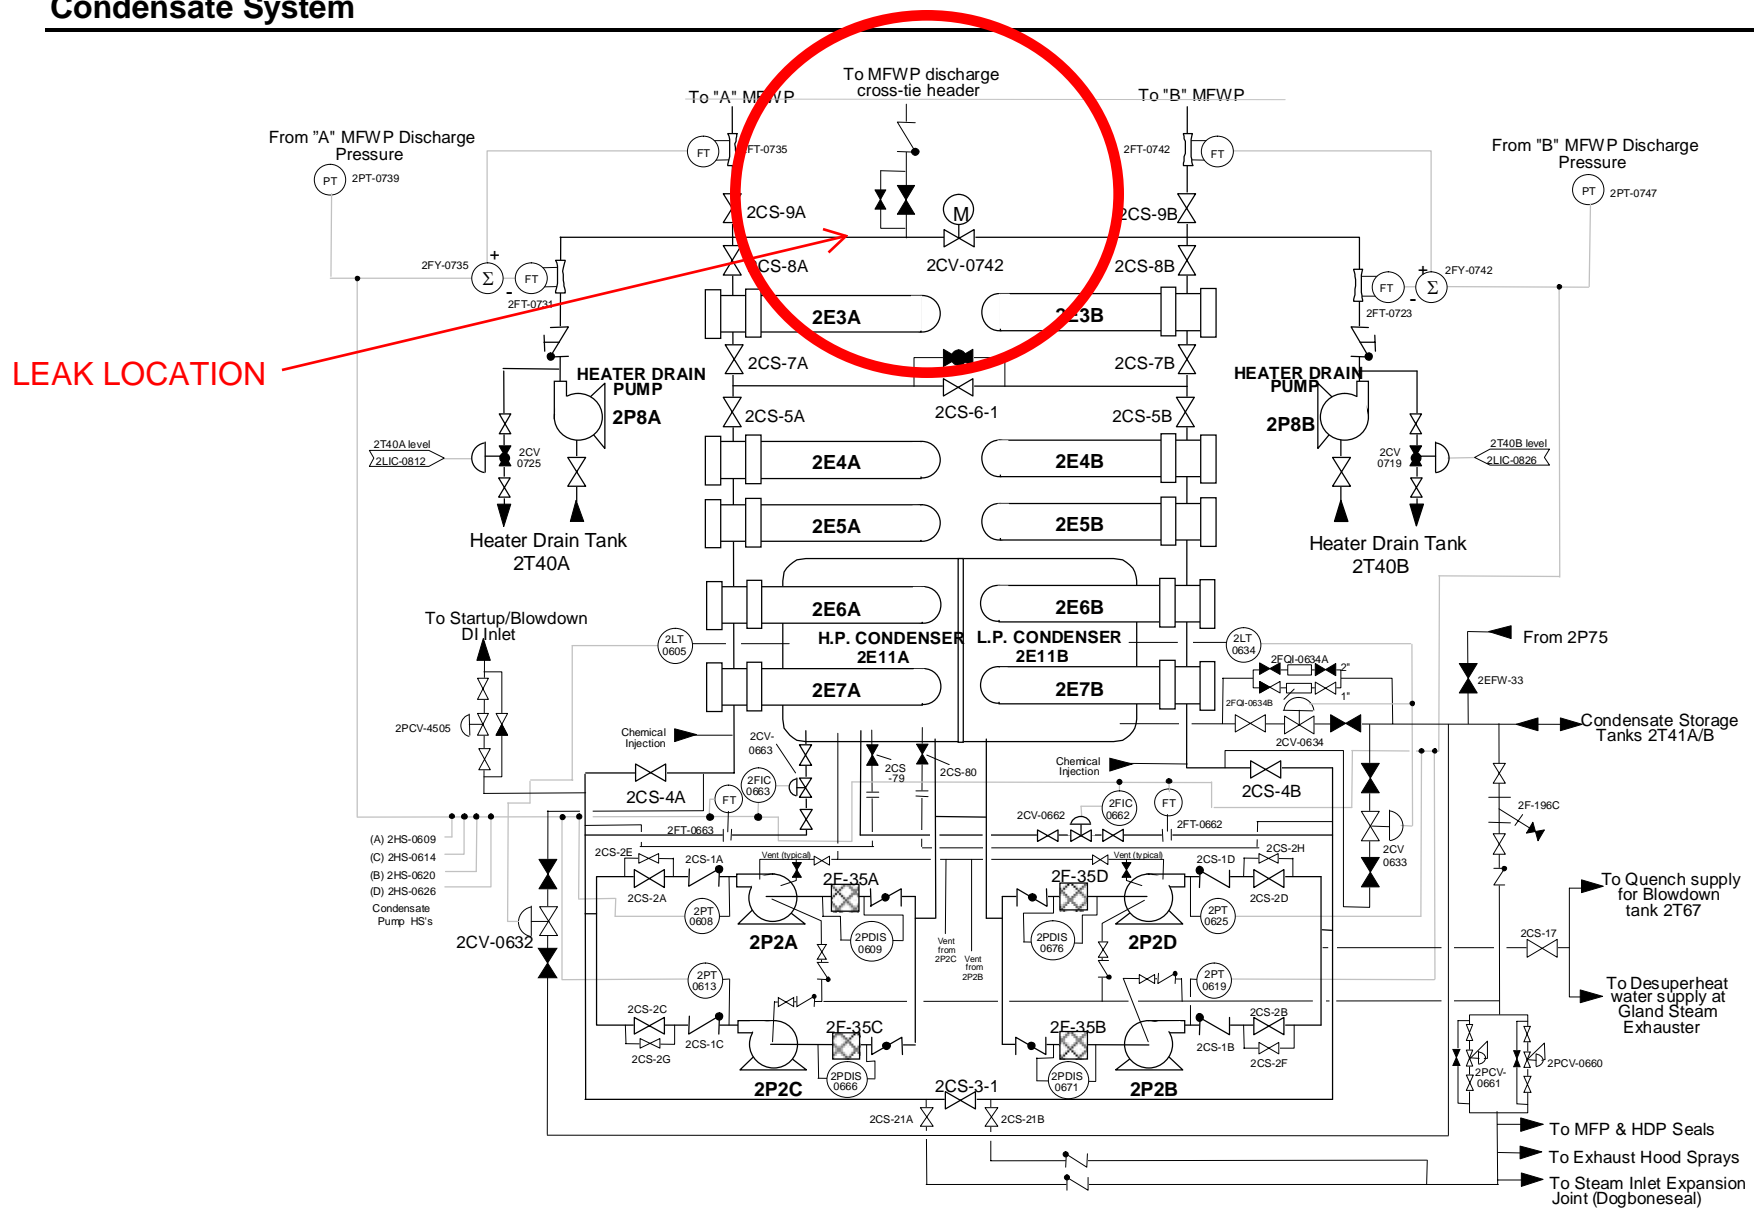 Condensate System
To MFWP discharge
cross-tie header
To "A" MFWP
To "B" MFWP
From "A" MFWP Discharge
Pressure
PT
2PT-0739
FT
2FT-0735
2FT-0742
FT
From "B" MFWP Discharge
Pressure
PT
2PT-0747
2CS-9A
M
2CS-9B
2FY-0735
+
Σ
-
FT
2FT-0731
2CS-8A
2CV-0742
2CS-8B
2FT-0723
FT
+
Σ
-
2FY-0742
2E3A
2E3B
LEAK LOCATION
2CS-7A
2CS-7B
HEATER DRAIN
PUMP
2P8A
HEATER DRAIN
PUMP
2P8B
2CS-5A
2CS-6-1
2CS-5B
2T40A level
2LIC-0812
2CV
0725
2E4A
2E4B
2CV
0719
2T40B level
2LIC-0826
2E5A
2E5B
Heater Drain Tank
2T40A
Heater Drain Tank
2T40B
2E6A
2E6B
To Startup/Blowdown
DI Inlet
2LT
0605
H.P. CONDENSER
2E11A
L.P. CONDENSER
2E11B
2LT
0634
From 2P75
2EFW-33
2E7A
2E7B
2FQI-0634A
2"
1"
2FQI-0634B
2CV-0634
Condensate Storage
Tanks 2T41A/B
2PCV-4505
Chemical
Injection
2CV-
0663
2CS
-79
2CS-80
Chemical
Injection
2CS-4A
2FIC
0663
FT
2FT-0663
2CV-0662
2FIC
0662
FT
2FT-0662
2CS-4B
2F-196C
2CV
0633
(A) 2HS-0609
(C) 2HS-0614
(B) 2HS-0620
(D) 2HS-0626
Condensate
Pump HS's
2CV-0632
2CS-2E
2CS-1A
2CS-2A
Vent (typical)
2F-35A
2PT
0608
2P2A
2PDIS
0609
Vent (typical)
2F-35D
2CS-1D
2CS-2H
2CS-2D
2PDIS
0676
2P2D
2PT
0625
Vent
from
2P2C
Vent
from
2P2B
2PT
0613
2PT
0619
2CS-2C
2CS-1C
2CS-2G
2F-35C
2P2C
2PDIS
0666
2F-35B
2PDIS
0671
2P2B
2CS-1B
2CS-2B
2CS-2F
2CS-3-1
2CS-21A
2CS-21B
2CS-17
To Quench supply
for Blowdown
tank 2T67
To Desuperheat
water supply at
Gland Steam
Exhauster
2PCV-
0661
2PCV-0660
To MFP & HDP Seals
To Exhaust Hood Sprays
To Steam Inlet Expansion
Joint (Dogboneseal)